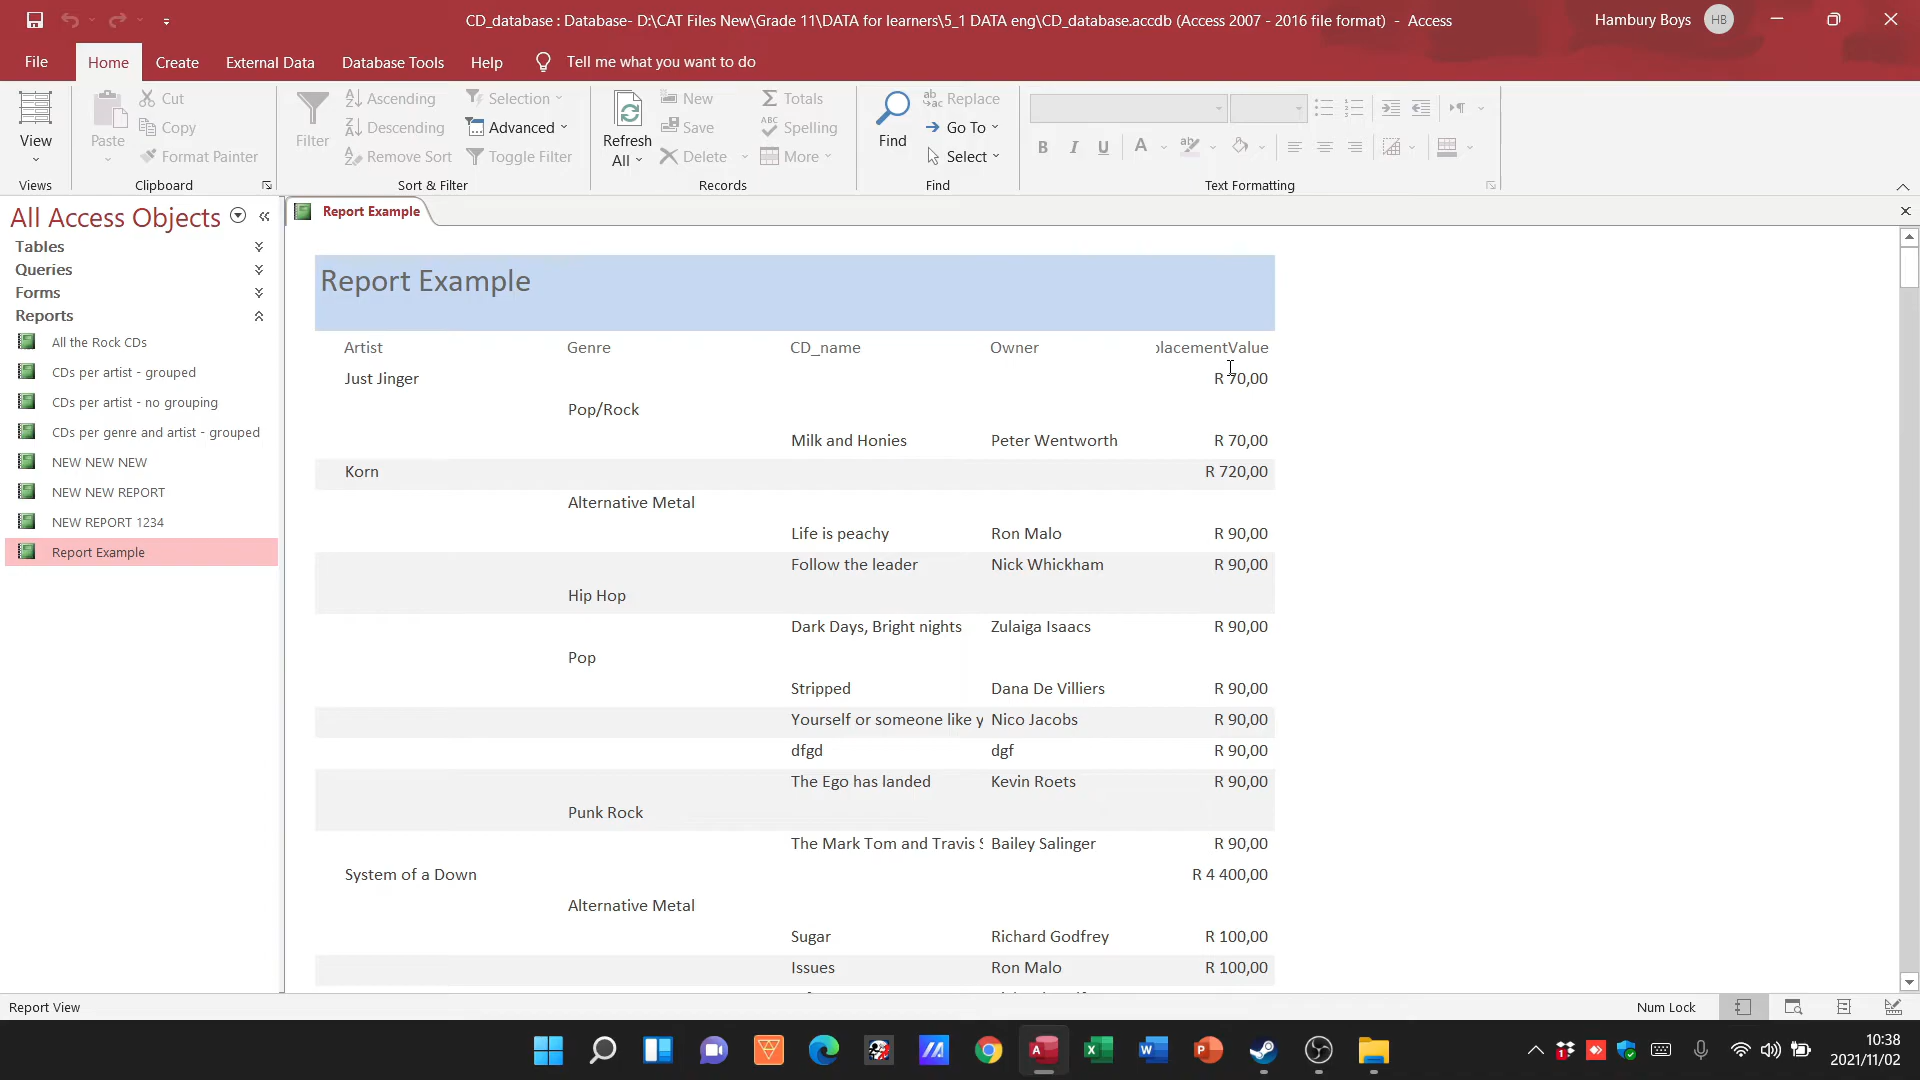 CD_database : Database- D:\CAT Files New\Grade 11\DATA for learners\5_1 DATA eng\CD_database.accdb (Access 2007 - 2016 file format) - Access
Hambury Boys HB
File Home Create External Data Database Tools Help Tell me what you want to do
View
Views
Paste
Cut
Copy
Format Painter
Clipboard
Filter
Ascending
Descending
Remove Sort
Selection
Advanced
Toggle Filter
Sort & Filter
Refresh
All
New
Save
Delete
Totals
Spelling
More
Records
Find
Replace
Go To
Select
Find
B I U A
Text Formatting
All Access Objects
Tables
Queries
Forms
Reports
All the Rock CDs
CDs per artist - grouped
CDs per artist - no grouping
CDs per genre and artist - grouped
NEW NEW NEW
NEW NEW REPORT
NEW REPORT 1234
Report Example
Report Example
Report Example
Artist Genre CD_name Owner placementValue
Just Jinger R 70,00
Pop/Rock
Milk and Honies Peter Wentworth R 70,00
Korn R 720,00
Alternative Metal
Life is peachy Ron Malo R 90,00
Follow the leader Nick Whickham R 90,00
Hip Hop
Dark Days, Bright nights Zulaiga Isaacs R 90,00
Pop
Stripped Dana De Villiers R 90,00
Yourself or someone like y Nico Jacobs R 90,00
dfgd dgf R 90,00
The Ego has landed Kevin Roets R 90,00
Punk Rock
The Mark Tom and Travis S Bailey Salinger R 90,00
System of a Down R 4 400,00
Alternative Metal
Sugar Richard Godfrey R 100,00
Issues Ron Malo R 100,00
Report View
Num Lock
10:38
2021/11/02